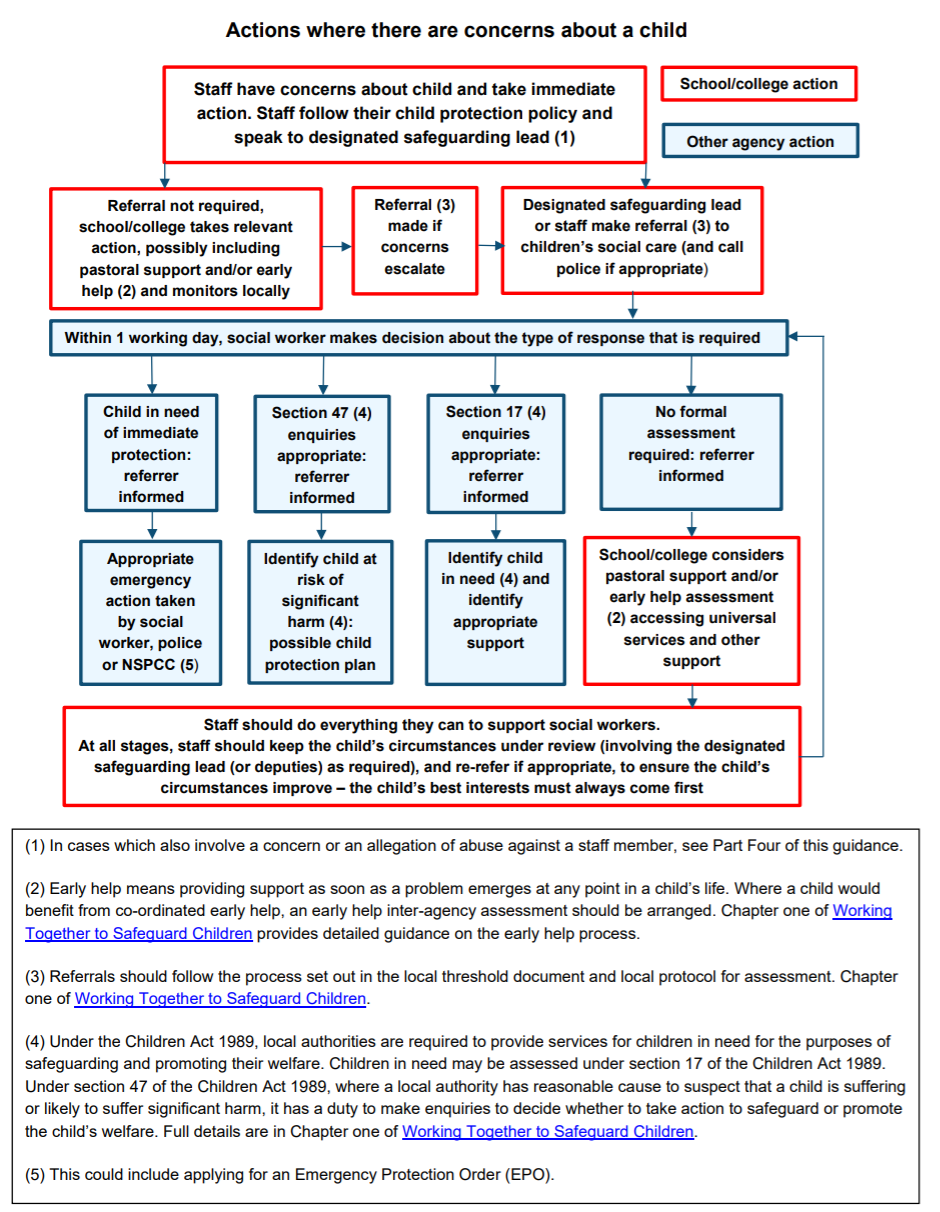 Actions where there are concerns about a child
Staff have concerns about child and take immediate
action. Staff follow their child protection policy and
speak to designated safeguarding lead (1)
School/college action
Other agency action
Referral not required,
school/college takes relevant
action, possibly including
pastoral support and/or early
help (2) and monitors locally
Referral (3)
made if
concerns
escalate
Designated safeguarding lead
or staff make referral (3) to
children’s social care (and call
police if appropriate)
Within 1 working day, social worker makes decision about the type of response that is required
Child in need
of immediate
protection:
referrer
informed
Section 47 (4)
enquiries
appropriate:
referrer
informed
Section 17 (4)
enquiries
appropriate:
referrer
informed
No formal
assessment
required: referrer
informed
Appropriate
emergency
action taken
by social
worker, police
or NSPCC (5)
Identify child at
risk of
significant
harm (4):
possible child
protection plan
Identify child
in need (4) and
identify
appropriate
support
School/college considers
pastoral support and/or
early help assessment
(2) accessing universal
services and other
support
Staff should do everything they can to support social workers.
At all stages, staff should keep the child’s circumstances under review (involving the designated
safeguarding lead (or deputies) as required), and re-refer if appropriate, to ensure the child’s
circumstances improve – the child’s best interests must always come first
(1) In cases which also involve a concern or an allegation of abuse against a staff member, see Part Four of this guidance.
(2) Early help means providing support as soon as a problem emerges at any point in a child’s life. Where a child would
benefit from co-ordinated early help, an early help inter-agency assessment should be arranged. Chapter one of Working
Together to Safeguard Children provides detailed guidance on the early help process.
(3) Referrals should follow the process set out in the local threshold document and local protocol for assessment. Chapter
one of Working Together to Safeguard Children.
(4) Under the Children Act 1989, local authorities are required to provide services for children in need for the purposes of
safeguarding and promoting their welfare. Children in need may be assessed under section 17 of the Children Act 1989.
Under section 47 of the Children Act 1989, where a local authority has reasonable cause to suspect that a child is suffering
or likely to suffer significant harm, it has a duty to make enquiries to decide whether to take action to safeguard or promote
the child’s welfare. Full details are in Chapter one of Working Together to Safeguard Children.
(5) This could include applying for an Emergency Protection Order (EPO).